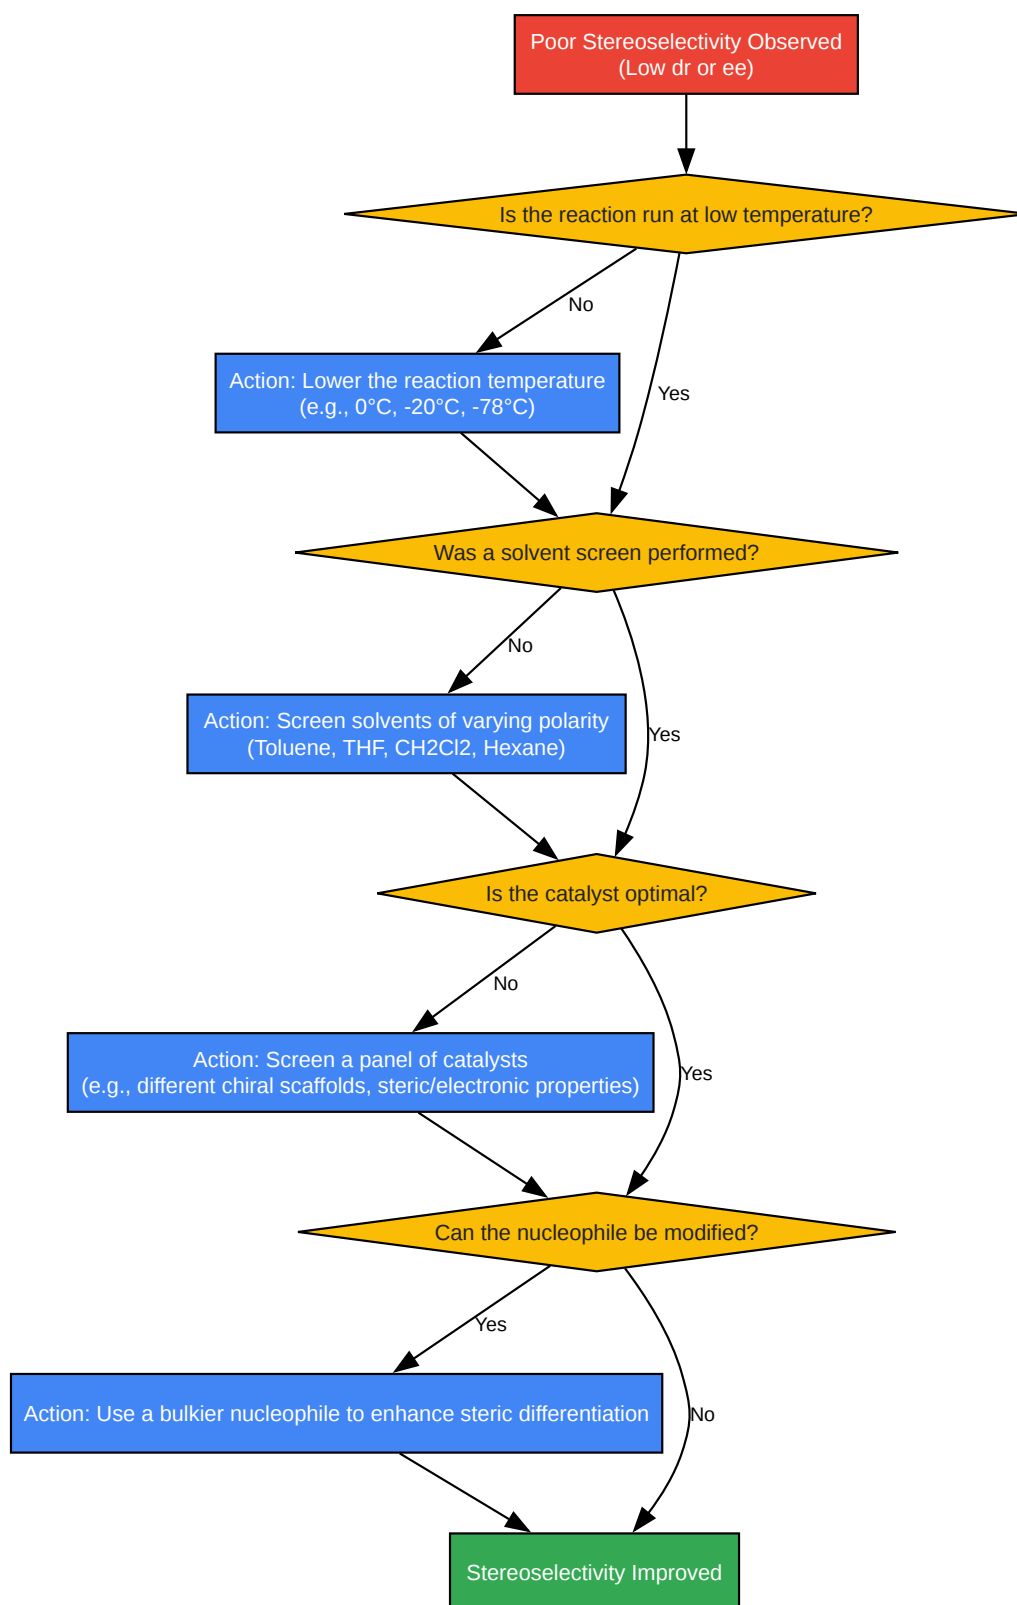 Poor Stereoselectivity Observed
(Low dr or ee)
Is the reaction run at low temperature?
No
Action: Lower the reaction temperature
(e.g., 0°C, -20°C, -78°C)
Yes
Was a solvent screen performed?
No
Action: Screen solvents of varying polarity
(Toluene, THF, CH2Cl2, Hexane)
Yes
Is the catalyst optimal?
No
Action: Screen a panel of catalysts
(e.g., different chiral scaffolds, steric/electronic properties)
Yes
Can the nucleophile be modified?
Yes
Action: Use a bulkier nucleophile to enhance steric differentiation
No
Stereoselectivity Improved